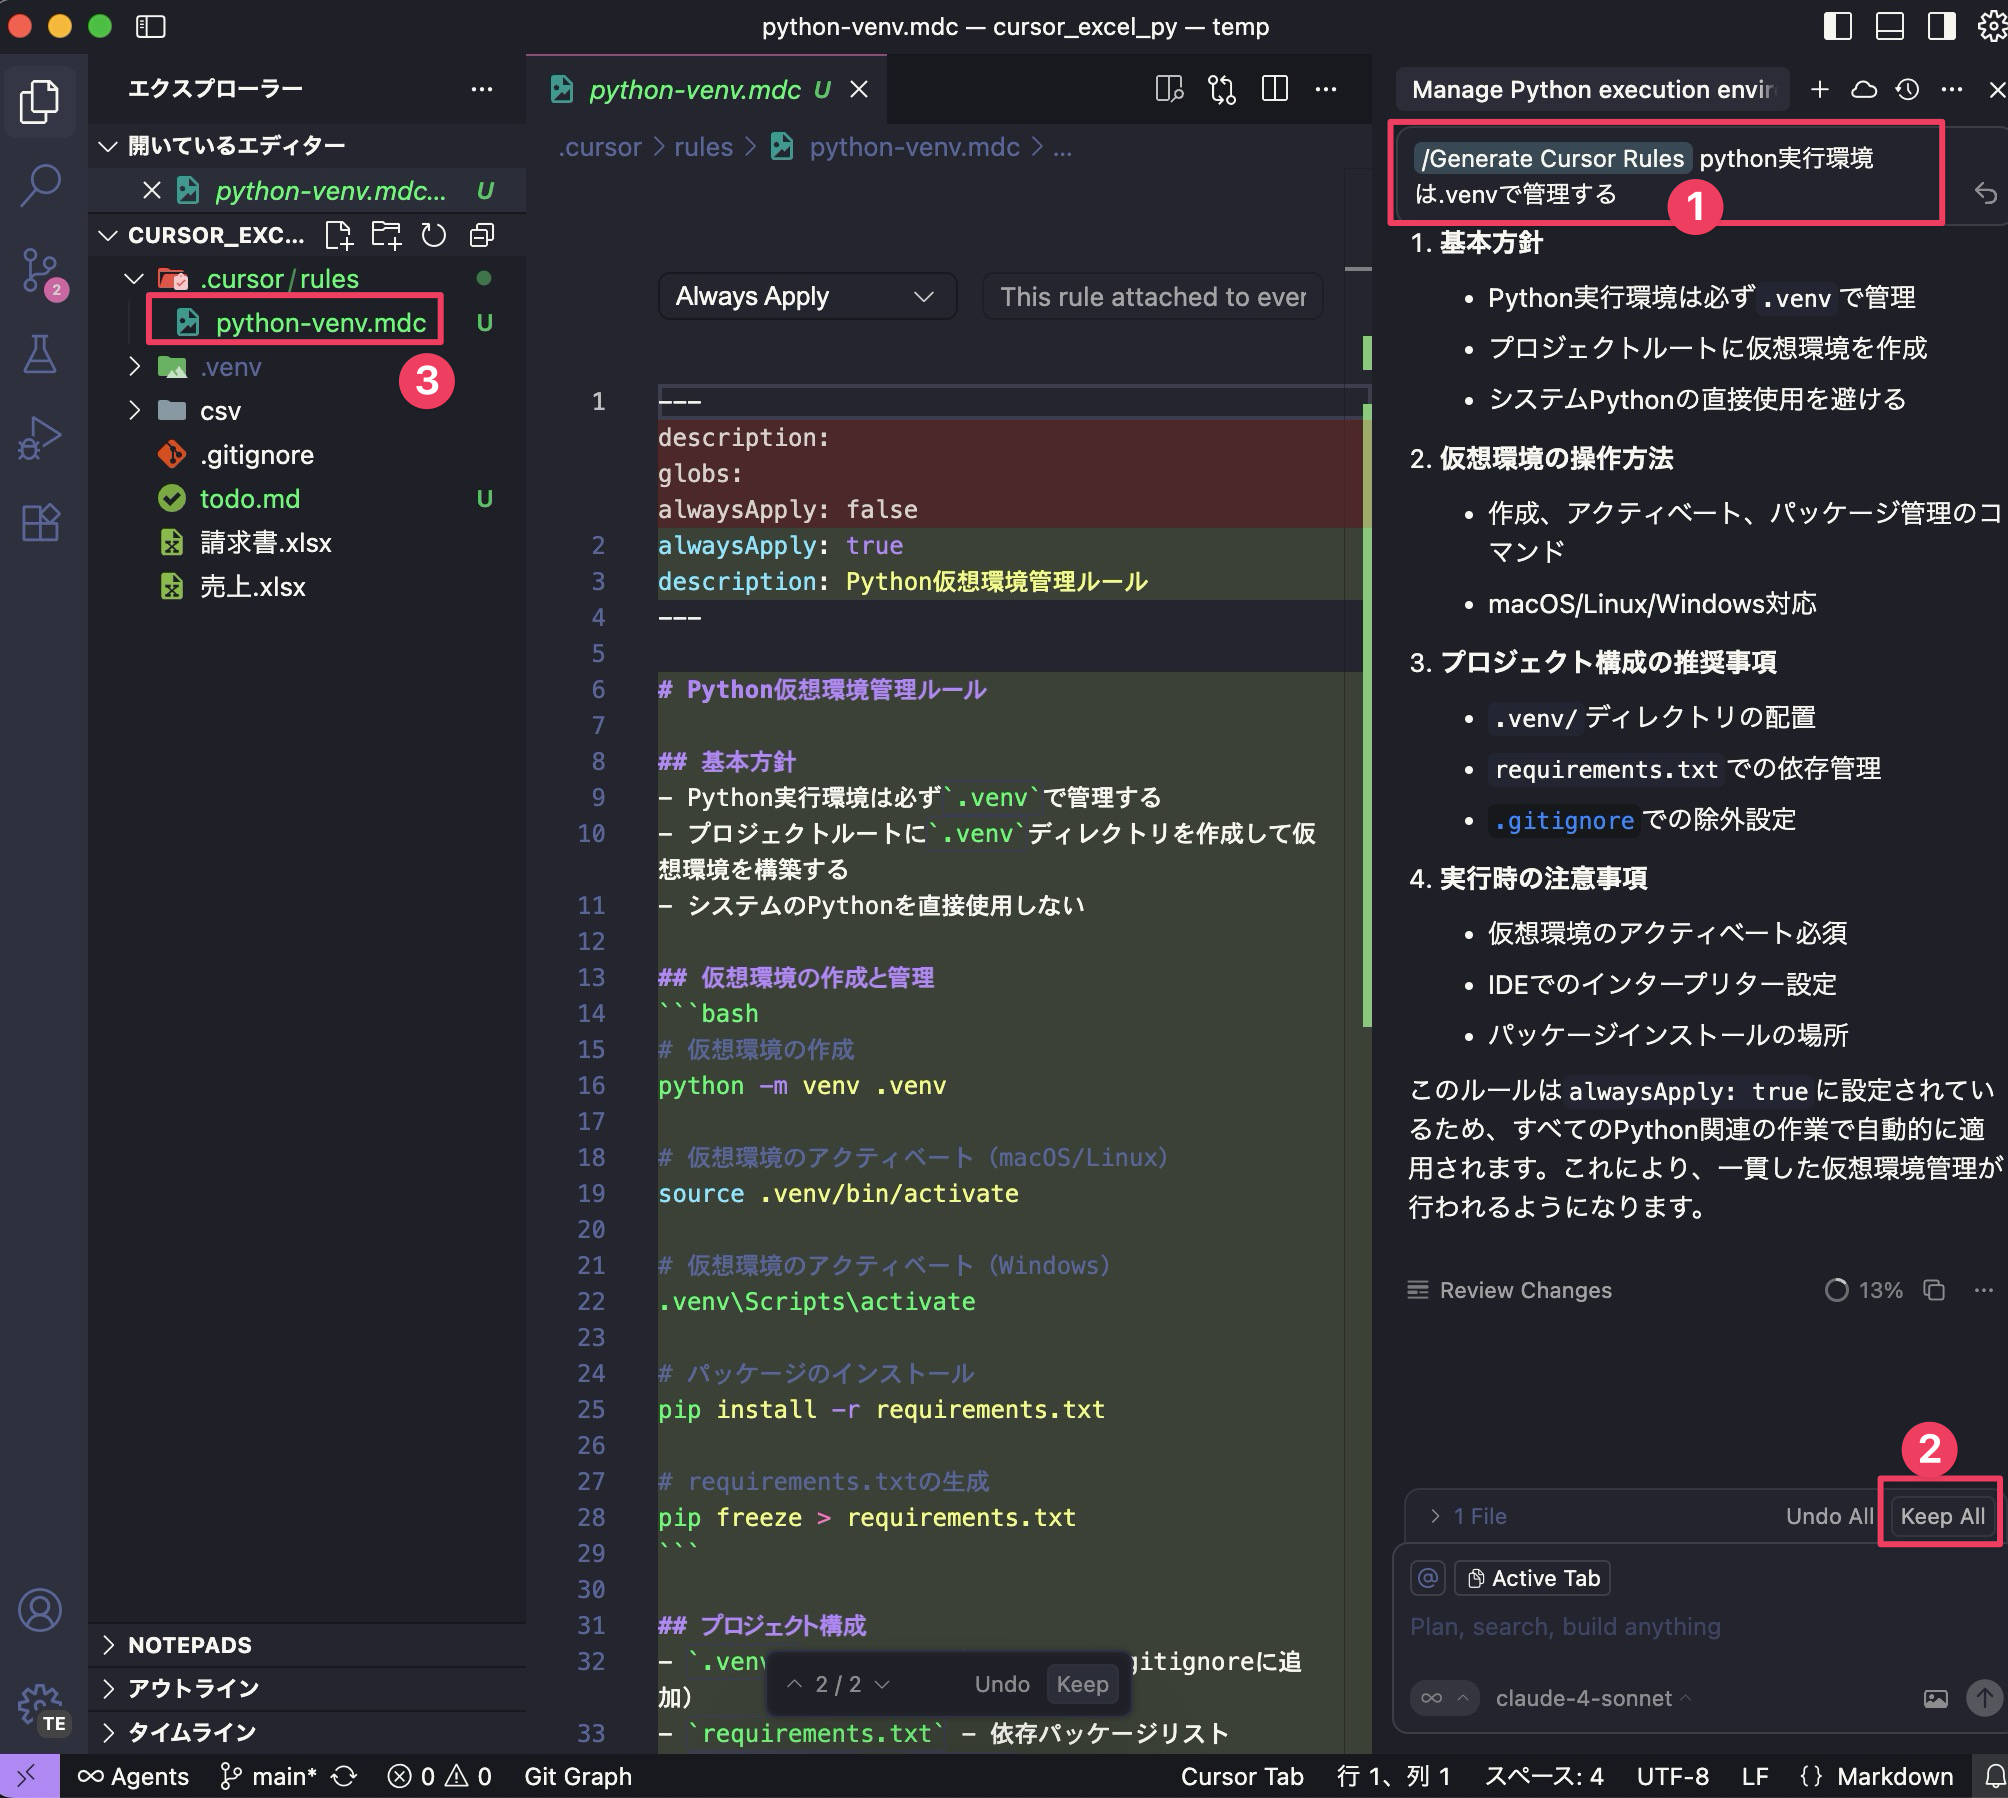 python-venv.mdc — cursor_excel_py — temp
エクスプローラー
開いているエディター
python-venv.mdc... U
CURSOR_EXC...
.cursor/rules
python-venv.mdc U
3
.venv
csv
.gitignore
todo.md U
請求書.xlsx
売上.xlsx
2
NOTEPADS
アウトライン
タイムライン
TE
python-venv.mdc U
.cursor > rules > python-venv.mdc > ...
Always Apply
This rule attached to ever
1 ---
description:
globs:
alwaysApply: false
2 alwaysApply: true
3 description: Python仮想環境管理ルール
4 ---
5
6 # Python仮想環境管理ルール
7
8 ## 基本方針
9 - Python実行環境は必ず`.venv`で管理する
10 - プロジェクトルートに`.venv`ディレクトリを作成して仮
想環境を構築する
11 - システムのPythonを直接使用しない
12
13 ## 仮想環境の作成と管理
14 ```bash
15 # 仮想環境の作成
16 python -m venv .venv
17
18 # 仮想環境のアクティベート（macOS/Linux）
19 source .venv/bin/activate
20
21 # 仮想環境のアクティベート（Windows）
22 .venv\Scripts\activate
23
24 # パッケージのインストール
25 pip install -r requirements.txt
26
27 # requirements.txtの生成
28 pip freeze > requirements.txt
29 ```
30
31 ## プロジェクト構成
32 - `.venv gitignoreに追
加）
33 - `requirements.txt` - 依存パッケージリスト
2 / 2 Undo Keep
Manage Python execution envir
/Generate Cursor Rules python実行環境
は.venvで管理する
1
1. 基本方針
• Python実行環境は必ず .venv で管理
• プロジェクトルートに仮想環境を作成
• システムPythonの直接使用を避ける
2. 仮想環境の操作方法
• 作成、アクティベート、パッケージ管理のコ
マンド
• macOS/Linux/Windows対応
3. プロジェクト構成の推奨事項
• .venv/ ディレクトリの配置
• requirements.txt での依存管理
• .gitignore での除外設定
4. 実行時の注意事項
• 仮想環境のアクティベート必須
• IDEでのインタープリター設定
• パッケージインストールの場所
このルールは alwaysApply: true に設定されてい
るため、すべてのPython関連の作業で自動的に適
用されます。これにより、一貫した仮想環境管理が
行われるようになります。
Review Changes 13%
2
1 File Undo All Keep All
@ Active Tab
Plan, search, build anything
claude-4-sonnet
Agents main* 0 0 Git Graph Cursor Tab 行 1、列 1 スペース: 4 UTF-8 LF {} Markdown